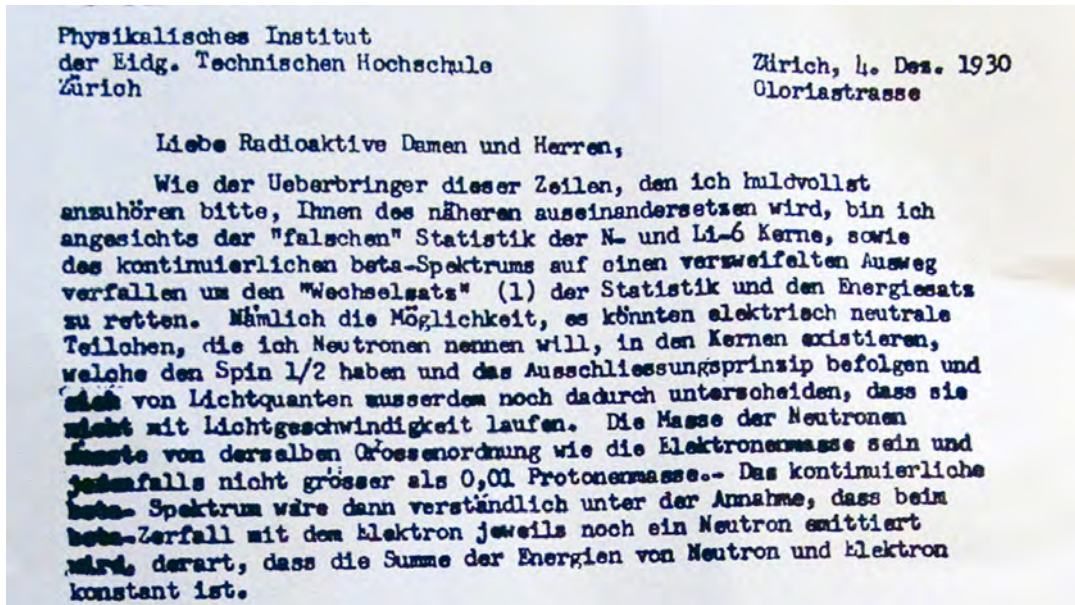 Physikalisches Institut
der Eidg. Technischen Hochschule
Zürich
Zürich, 4. Dez. 1930
Gloriastrasse
Liebe Radioaktive Damen und Herren,
Wie der Ueberbringer dieser Zeilen, den ich huldvollst
anzuhören bitte, Ihnen des näheren auseinandersetzen wird, bin ich
angesichts der "falschen" Statistik der N- und Li-6 Kerne, sowie
des kontinuierlichen beta-Spektrums auf einen verzweifelten Ausweg
verfallen um den "Wechselsatz" (1) der Statistik und den Energiesatz
zu retten. Nämlich die Möglichkeit, es könnten elektrisch neutrale
Teilchen, die ich Neutronen nennen will, in den Kernen existieren,
welche den Spin 1/2 haben und das Ausschliessungsprinzip befolgen und
sich von Lichtquanten ausserdem noch dadurch unterscheiden, dass sie
nicht mit Lichtgeschwindigkeit laufen. Die Masse der Neutronen
müsste von derselben Grossenordnung wie die Elektronenmasse sein und
jedenfalls nicht grösser als 0,01 Protonenmasse.- Das kontinuierliche
beta- Spektrum wäre dann verständlich unter der Annahme, dass beim
beta-Zerfall mit dem Elektron jeweils noch ein Neutron emittiert
wird, derart, dass die Summe der Energien von Neutron und Elektron
konstant ist.